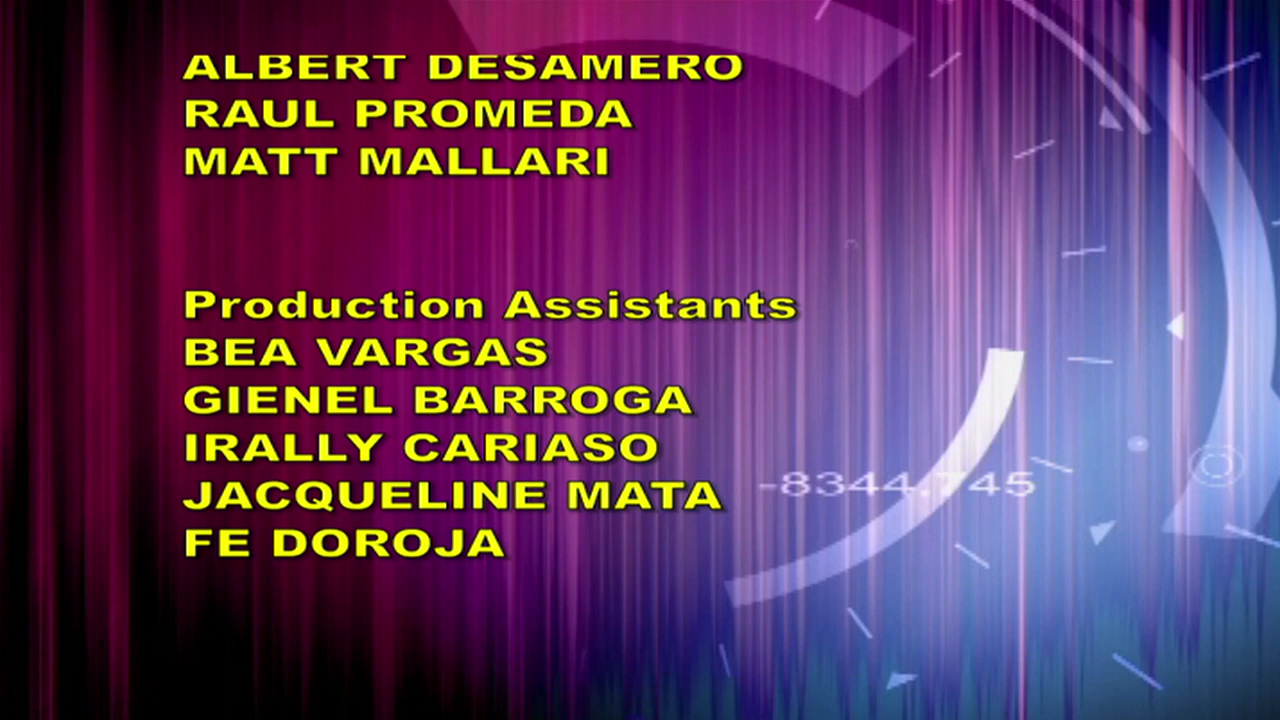 ALBERT DESAMERO
RAUL PROMEDA
MATT MALLARI
Production Assistants
BEA VARGAS
GIENEL BARROGA
IRALLY CARIASO
JACQUELINE MATA
-8344.745
FE DOROJA